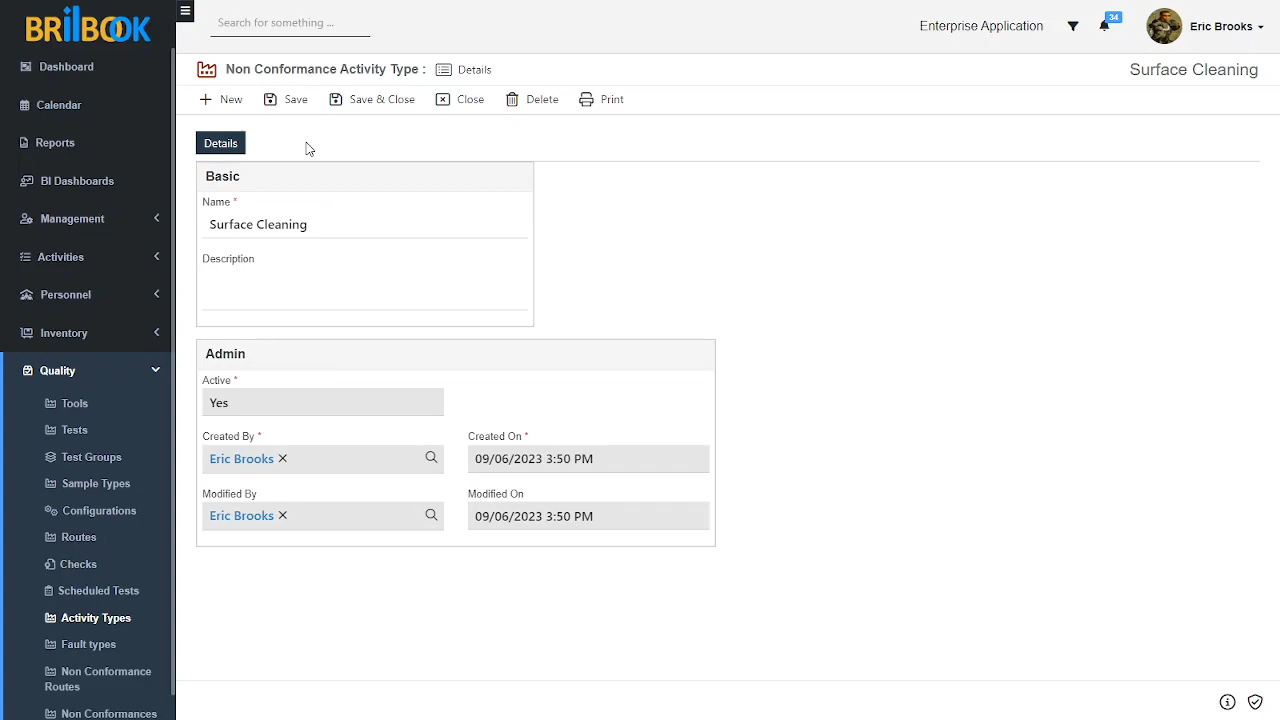 BRILBOOK
Search for something ...
Enterprise Application
34
Eric Brooks
Dashboard
Calendar
Reports
BI Dashboards
Management
Activities
Personnel
Inventory
Quality
Tools
Tests
Test Groups
Sample Types
Configurations
Routes
Checks
Scheduled Tests
Activity Types
Fault types
Non Conformance
Routes
Non Conformances
Non Conformance Activity Type : Details
Surface Cleaning
New Save Save & Close Close Delete Print
Details
Basic
Name *
Surface Cleaning
Description
Admin
Active *
Yes
Created By * Created On *
Eric Brooks 09/06/2023 3:50 PM
Modified By Modified On
Eric Brooks 09/06/2023 3:50 PM